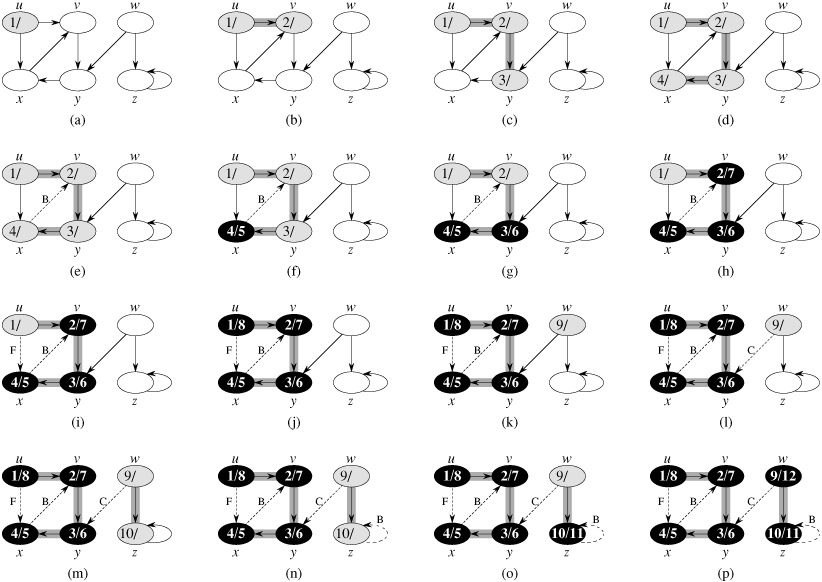 u v w u v w u v w u v w
1/ 1/ 2/ 1/ 2/ 1/ 2/
3/ 4/ 3/
x y z x y z x y z x y z
(a) (b) (c) (d)
u v w u v w u v w u v w
1/ 2/ 1/ 2/ 1/ 2/ 1/ 2/7
B B B B
4/ 3/ 4/5 3/ 4/5 3/6 4/5 3/6
x y z x y z x y z x y z
(e) (f) (g) (h)
u v w u v w u v w u v w
1/ 2/7 1/8 2/7 1/8 2/7 9/ 1/8 2/7 9/
F B F B F B F B C
4/5 3/6 4/5 3/6 4/5 3/6 4/5 3/6
x y z x y z x y z x y z
(i) (j) (k) (l)
u v w u v w u v w u v w
1/8 2/7 9/ 1/8 2/7 9/ 1/8 2/7 9/ 1/8 2/7 9/12
F B C F B C B F B C B F B C B
4/5 3/6 10/ 4/5 3/6 10/ 4/5 3/6 10/11 4/5 3/6 10/11
x y z x y z x y z x y z
(m) (n) (o) (p)